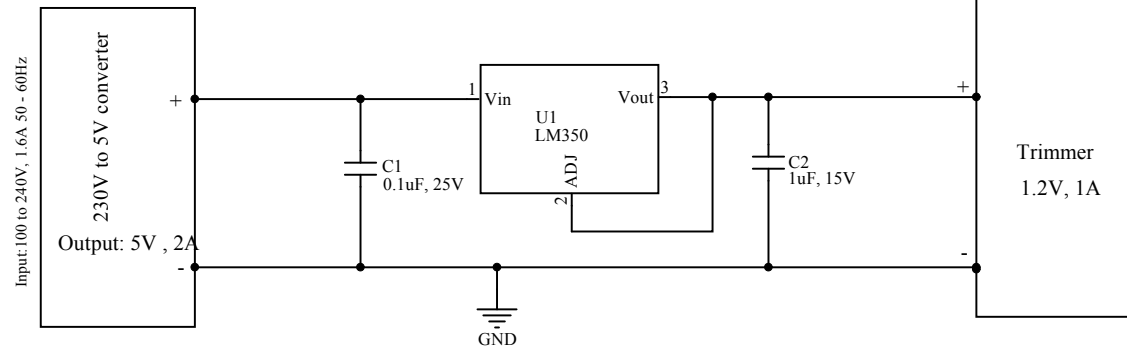 Input:100 to 240V, 1.6A 50 - 60Hz
230V to 5V converter
Output: 5V , 2A
+
-
C1
0.1uF, 25V
1
Vin
U1
LM350
Vout
3
ADJ
2
GND
C2
1uF, 15V
+
-
Trimmer
1.2V, 1A